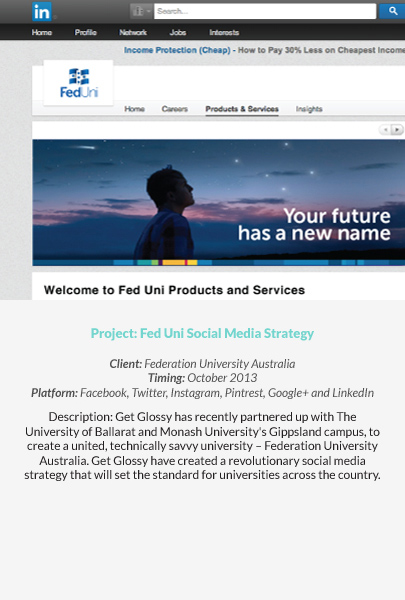 in
Search...
Home Profile Network Jobs Interests
Income Protection (Cheap) - How to Pay 30% Less on Cheapest Income
FedUni
Home Careers Products & Services Insights
Your future
has a new name
Welcome to Fed Uni Products and Services
Project: Fed Uni Social Media Strategy
Client: Federation University Australia
Timing: October 2013
Platform: Facebook, Twitter, Instagram, Pintrest, Google+ and LinkedIn
Description: Get Glossy has recently partnered up with The
University of Ballarat and Monash University's Gippsland campus, to
create a united, technically savvy university – Federation University
Australia. Get Glossy have created a revolutionary social media
strategy that will set the standard for universities across the country.